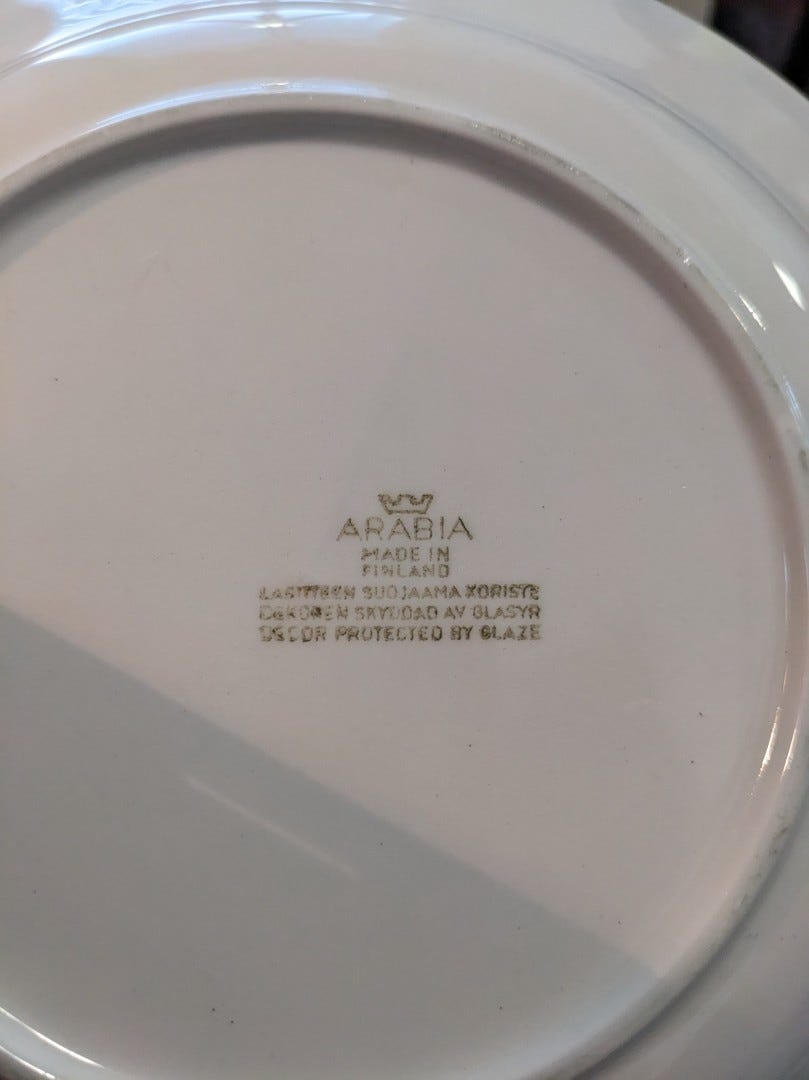 ARABIA
MADE IN
FINLAND
LASITTEEN SUOJAAMA KORISTE
DEKOREN SKYDDAD AV GLASYR
DECOR PROTECTED BY GLAZE